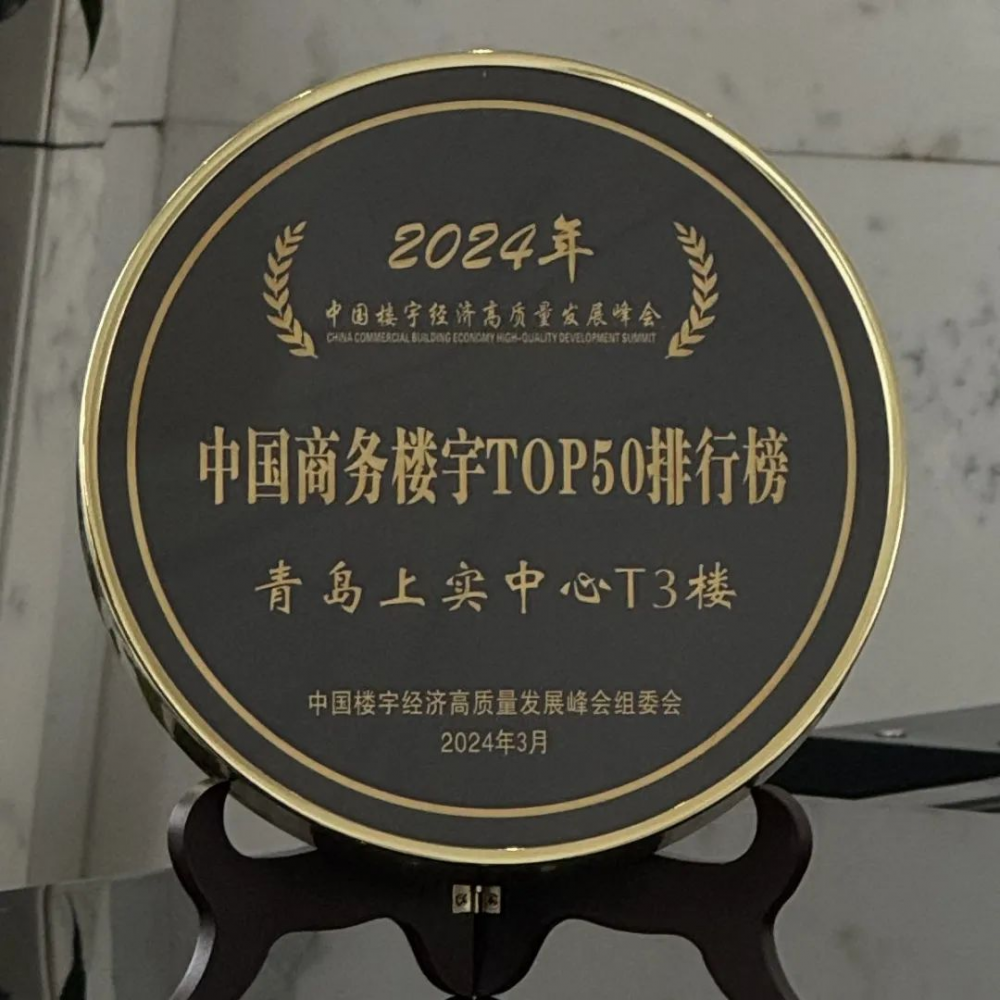 2024年
中国楼宇经济高质量发展峰会
CHINA COMMERCIAL BUILDING ECONOMY HIGH-QUALITY DEVELOPMENT SUMMIT
中国商务楼宇TOP50排行榜
青岛上实中心T3楼
中国楼宇经济高质量发展峰会组委会
2024年3月